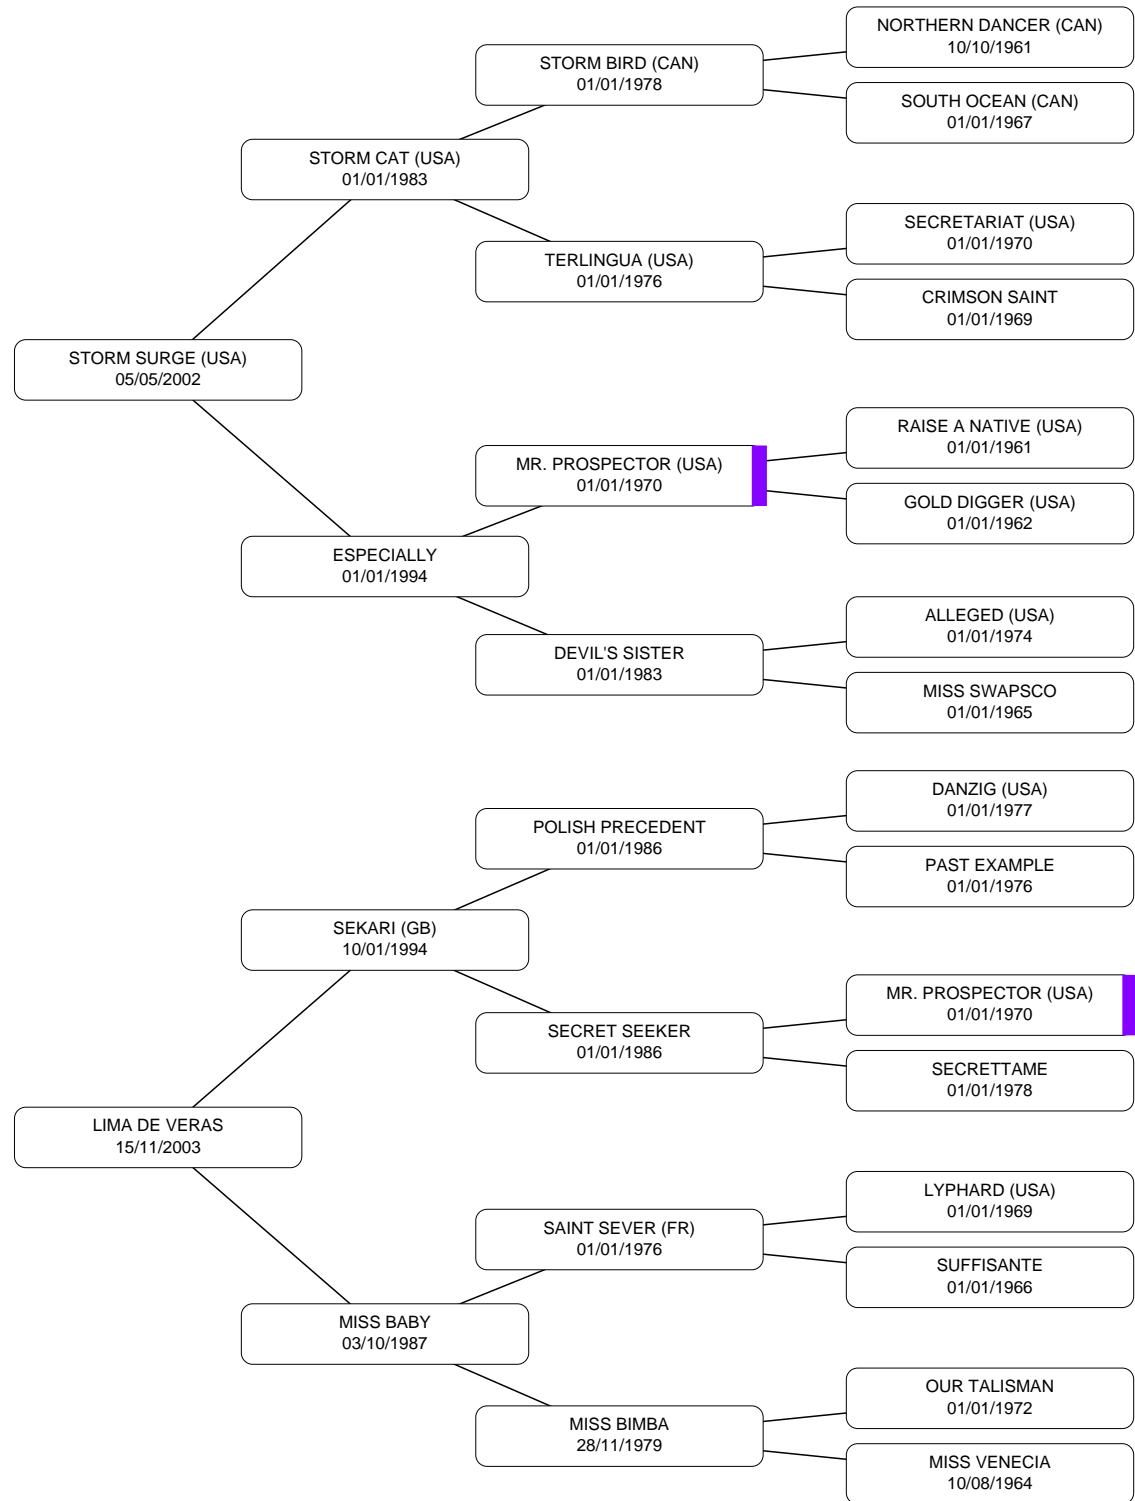 NORTHERN DANCER (CAN)
10/10/1961
STORM BIRD (CAN)
01/01/1978
SOUTH OCEAN (CAN)
01/01/1967
STORM CAT (USA)
01/01/1983
SECRETARIAT (USA)
01/01/1970
TERLINGUA (USA)
01/01/1976
CRIMSON SAINT
01/01/1969
STORM SURGE (USA)
05/05/2002
RAISE A NATIVE (USA)
01/01/1961
MR. PROSPECTOR (USA)
01/01/1970
GOLD DIGGER (USA)
01/01/1962
ESPECIALLY
01/01/1994
ALLEGED (USA)
01/01/1974
DEVIL'S SISTER
01/01/1983
MISS SWAPSCO
01/01/1965
DANZIG (USA)
01/01/1977
POLISH PRECEDENT
01/01/1986
PAST EXAMPLE
01/01/1976
SEKARI (GB)
10/01/1994
MR. PROSPECTOR (USA)
01/01/1970
SECRET SEEKER
01/01/1986
SECRETTAME
01/01/1978
LIMA DE VERAS
15/11/2003
LYPHARD (USA)
01/01/1969
SAINT SEVER (FR)
01/01/1976
SUFFISANTE
01/01/1966
MISS BABY
03/10/1987
OUR TALISMAN
01/01/1972
MISS BIMBA
28/11/1979
MISS VENECIA
10/08/1964